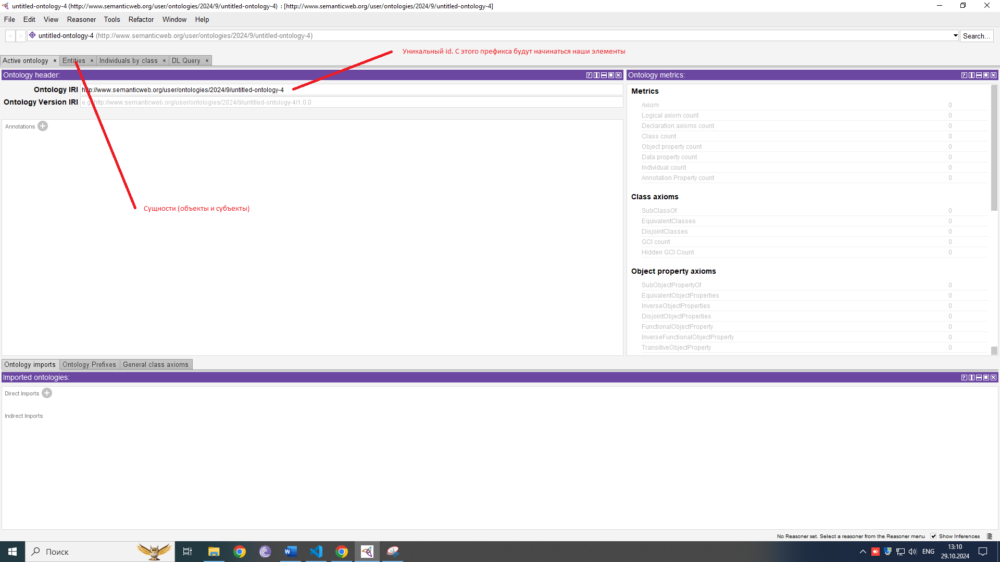 untitled-ontology-4 (http://www.semanticweb.org/user/ontologies/2024/9/untitled-ontology-4) : [http://www.semanticweb.org/user/ontologies/2024/9/untitled-ontology-4]
File Edit View Reasoner Tools Refactor Window Help
< > untitled-ontology-4 (http://www.semanticweb.org/user/ontologies/2024/9/untitled-ontology-4) Search...
Уникальный id. С этого префикса будут начинаться наши элементы
Active ontology × Entities × Individuals by class × DL Query ×
Ontology header:
Ontology IRI http://www.semanticweb.org/user/ontologies/2024/9/untitled-ontology-4
Ontology Version IRI e.g. http://www.semanticweb.org/user/ontologies/2024/9/untitled-ontology-4/1.0.0
Annotations
Сущности (объекты и субъекты)
Ontology metrics:
Metrics
Axiom 0
Logical axiom count 0
Declaration axioms count 0
Class count 0
Object property count 0
Data property count 0
Individual count 0
Annotation Property count 0
Class axioms
SubClassOf 0
EquivalentClasses 0
DisjointClasses 0
GCI count 0
Hidden GCI Count 0
Object property axioms
SubObjectPropertyOf 0
EquivalentObjectProperties 0
InverseObjectProperties 0
DisjointObjectProperties 0
FunctionalObjectProperty 0
InverseFunctionalObjectProperty 0
TransitiveObjectProperty 0
Ontology imports Ontology Prefixes General class axioms
Imported ontologies:
Direct Imports
Indirect Imports
No Reasoner set. Select a reasoner from the Reasoner menu Show Inferences
Поиск
ENG
13:10
29.10.2024